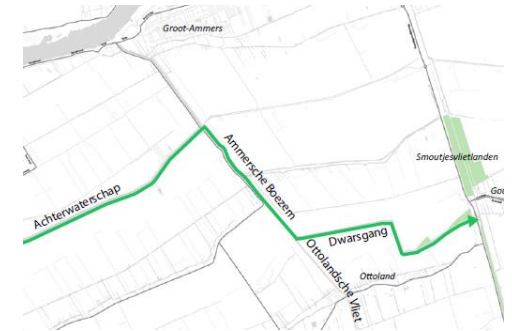 Groot-Ammers
Ammersche Boezem
Smoutjesvlietlanden
Achterwaterschap
Dwarsgang
Ottolandsche Vliet
Ottoland